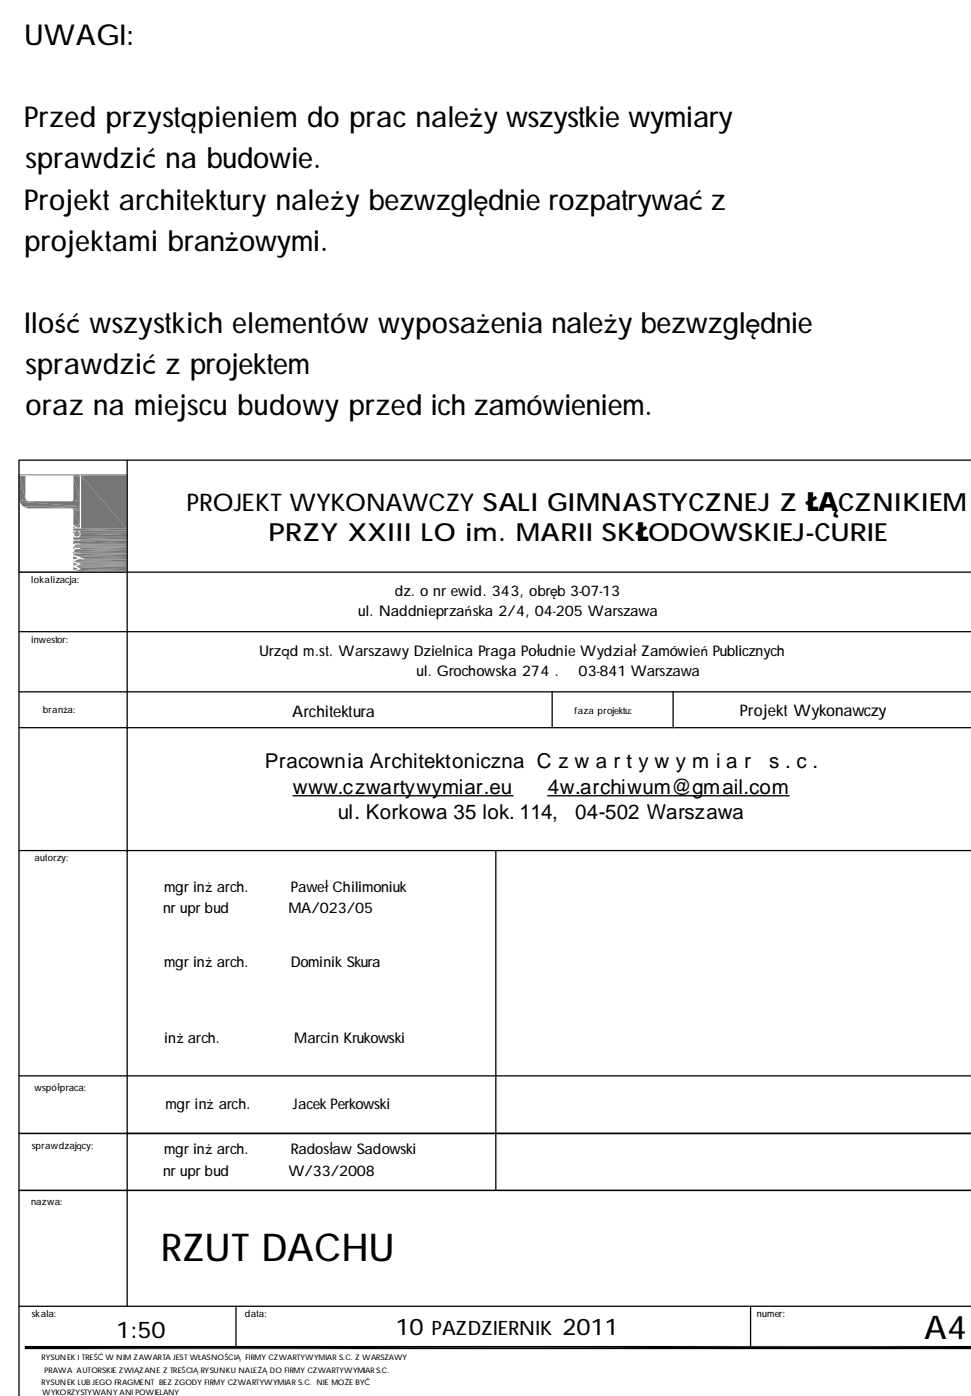 UWAGI:
Przed przystąpieniem do prac należy wszystkie wymiary
sprawdzić na budowie.
Projekt architektury należy bezwzględnie rozpatrywać z
projektami branżowymi.
Ilość wszystkich elementów wyposażenia należy bezwzględnie
sprawdzić z projektem
oraz na miejscu budowy przed ich zamówieniem.
wymiar
PROJEKT WYKONAWCZY SALI GIMNASTYCZNEJ Z ŁĄCZNIKIEM
PRZY XXIII LO im. MARII SKŁODOWSKIEJ-CURIE
lokalizacja:
dz. o nr ewid. 343, obręb 3-07-13
ul. Naddnieprzańska 2/4, 04-205 Warszawa
inwestor:
Urząd m.st. Warszawy Dzielnica Praga Południe Wydział Zamówień Publicznych
ul. Grochowska 274 . 03-841 Warszawa
branża: Architektura faza projektu: Projekt Wykonawczy
Pracownia Architektoniczna C z w a r t y w y m i a r s . c .
www.czwartywymiar.eu 4w.archiwum@gmail.com
ul. Korkowa 35 lok. 114, 04-502 Warszawa
autorzy:
mgr inż arch. Paweł Chilimoniuk
nr upr bud MA/023/05
mgr inż arch. Dominik Skura
inż arch. Marcin Krukowski
współpraca:
mgr inż arch. Jacek Perkowski
sprawdzający: mgr inż arch. Radosław Sadowski
nr upr bud W/33/2008
nazwa:
RZUT DACHU
skala: 1:50 data: 10 PAZDZIERNIK 2011 numer: A4
RYSUNEK I TREŚĆ W NIM ZAWARTA JEST WŁASNOŚCIĄ FIRMY CZWARTYWYMIAR S.C. Z WARSZAWY
PRAWA AUTORSKIE ZWIĄZANE Z TREŚCIĄ RYSUNKU NALEŻĄ DO FIRMY CZWARTYWYMIAR S.C.
RYSUNEK LUB JEGO FRAGMENT BEZ ZGODY FIRMY CZWARTYWYMIAR S.C. NIE MOŻE BYĆ
WYKORZYSTYWANY ANI POWIELANY